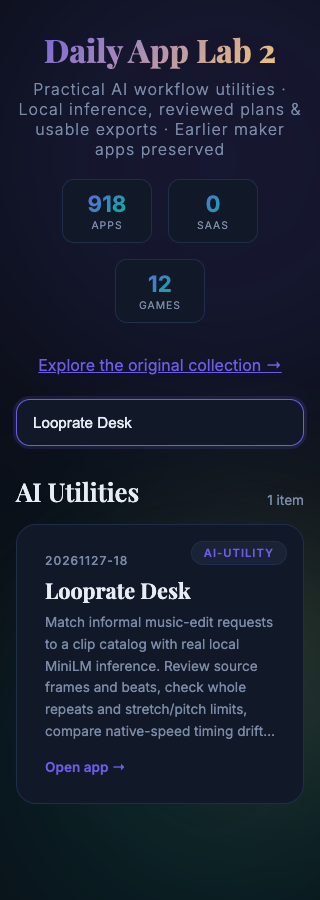 Daily App Lab 2
Practical AI workflow utilities ·
Local inference, reviewed plans &
usable exports · Earlier maker
apps preserved
918
APPS
0
SAAS
12
GAMES
Explore the original collection →
Looprate Desk
AI Utilities
1 item
20261127-18
AI-UTILITY
Looprate Desk
Match informal music-edit requests
to a clip catalog with real local
MiniLM inference. Review source
frames and beats, check whole
repeats and stretch/pitch limits,
compare native-speed timing drift...
Open app →